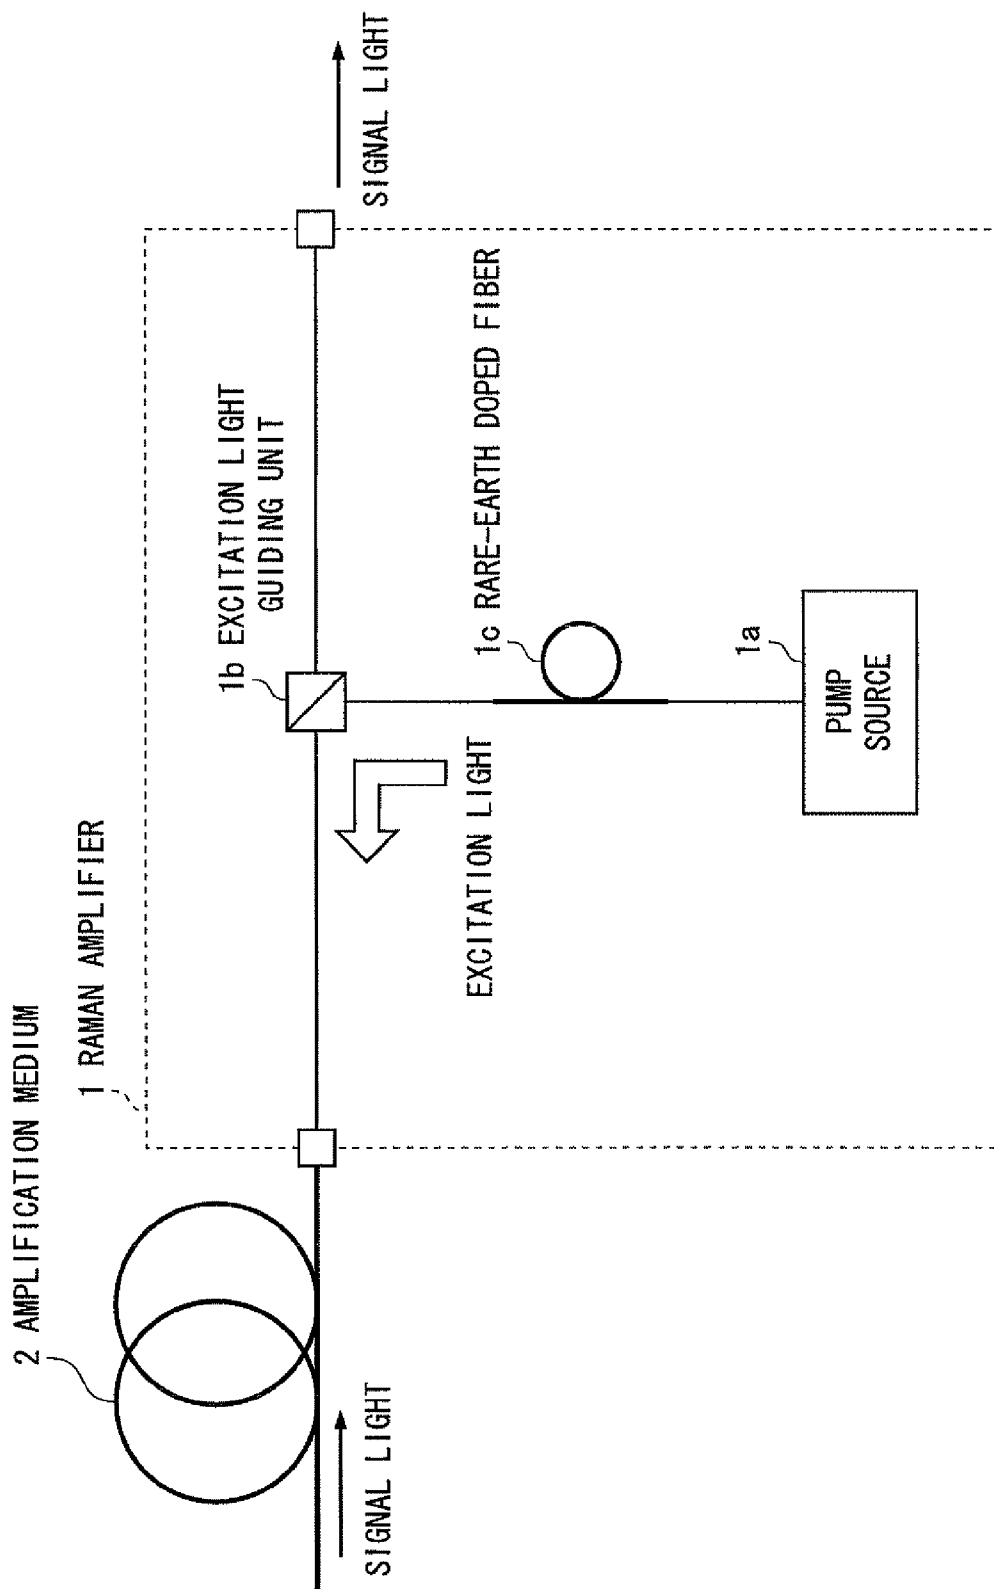 2 AMPLIFICATION MEDIUM
1 RAMAN AMPLIFIER
1b EXCITATION LIGHT
GUIDING UNIT
SIGNAL LIGHT
SIGNAL LIGHT
EXCITATION LIGHT
1c RARE-EARTH DOPED FIBER
1a
PUMP
SOURCE